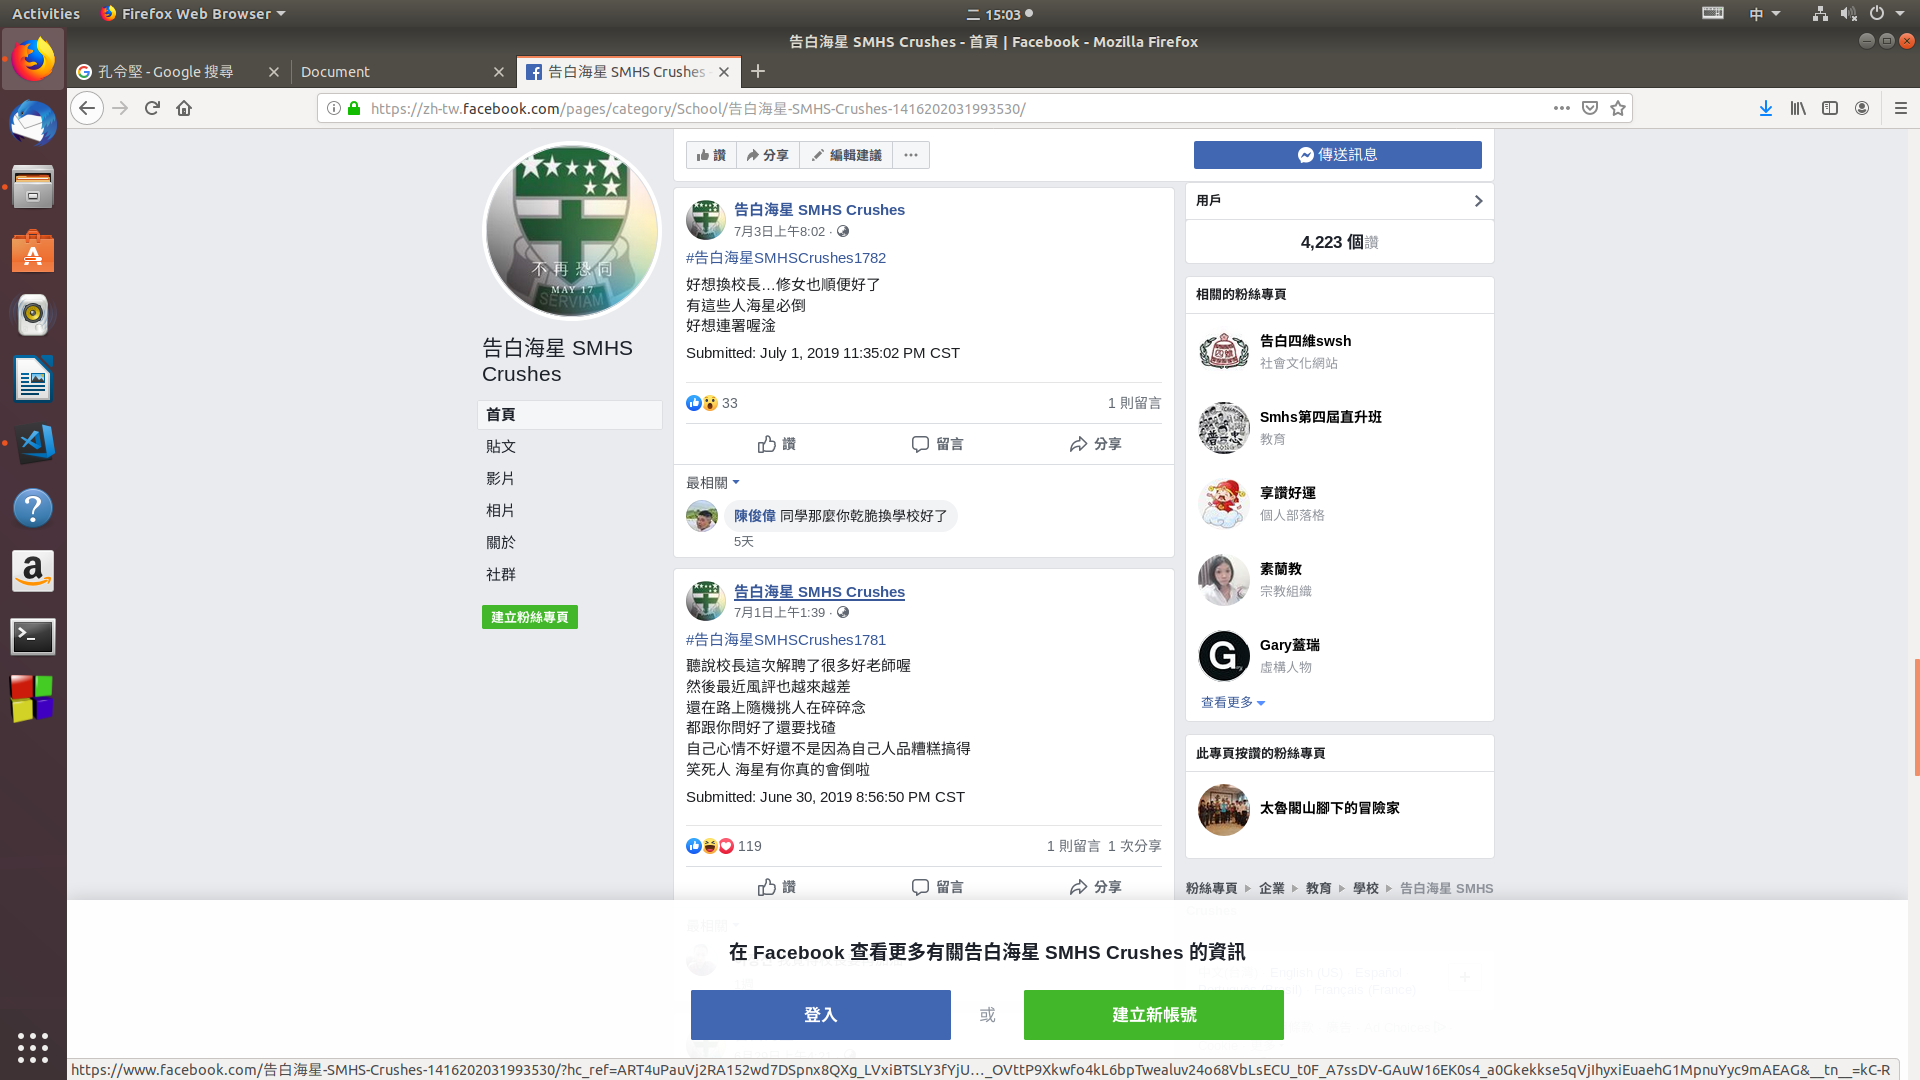 Activities
Firefox Web Browser
二 15:03
中
告白海星 SMHS Crushes - 首頁 | Facebook - Mozilla Firefox
孔令堅 - Google 搜尋
Document
告白海星 SMHS Crushes
https://zh-tw.facebook.com/pages/category/School/告白海星-SMHS-Crushes-1416202031993530/
不再恐同
MAY 17
SERVIAM
告白海星 SMHS
Crushes
首頁
貼文
影片
相片
關於
社群
建立粉絲專頁
讚
分享
編輯建議
傳送訊息
告白海星 SMHS Crushes
7月3日上午8:02 ·
#告白海星SMHSCrushes1782
好想換校長…修女也順便好了
有這些人海星必倒
好想連署喔淦
Submitted: July 1, 2019 11:35:02 PM CST
33
1 則留言
讚
留言
分享
最相關
陳俊偉 同學那麼你乾脆換學校好了
5天
告白海星 SMHS Crushes
7月1日上午1:39 ·
#告白海星SMHSCrushes1781
聽說校長這次解聘了很多好老師喔
然後最近風評也越來越差
還在路上隨機挑人在碎碎念
都跟你問好了還要找碴
自己心情不好還不是因為自己人品糟糕搞得
笑死人 海星有你真的會倒啦
Submitted: June 30, 2019 8:56:50 PM CST
119
1 則留言 1 次分享
讚
留言
分享
用戶
4,223 個讚
相關的粉絲專頁
告白四維swsh
社會文化網站
Smhs第四屆直升班
教育
享讚好運
個人部落格
素蘭教
宗教組織
Gary蓋瑞
虛構人物
查看更多
此專頁按讚的粉絲專頁
太魯閣山腳下的冒險家
粉絲專頁
企業
教育
學校
告白海星 SMHS
在 Facebook 查看更多有關告白海星 SMHS Crushes 的資訊
登入
或
建立新帳號
https://www.facebook.com/告白海星-SMHS-Crushes-1416202031993530/?hc_ref=ART4uPauVj2RA152wd7DSpnx8QXg_LVxiBTSLY3fYjU…_OVttP9Xkwfo4kL6bpTwealuv24o68VbLsECU_t0F_A7ssDV-GAuW16EK0s4_a0Gkekkse5qVjIhyxiEuaehG1MpnuYyc9mAEAG&__tn__=kC-R